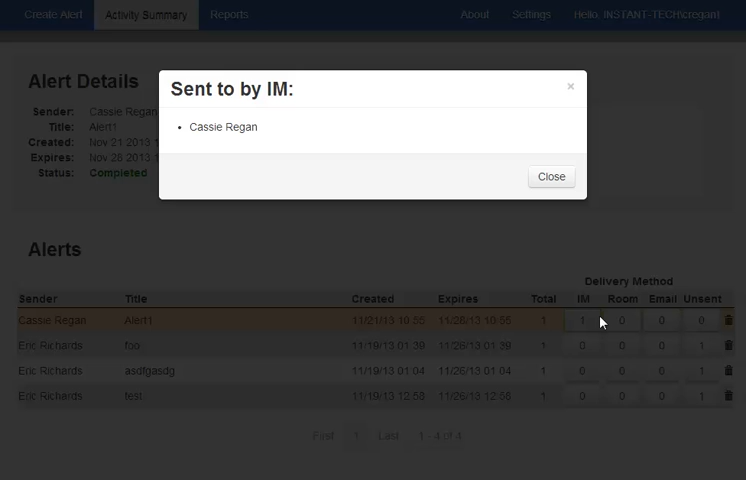 Create Alert Activity Summary Reports About Settings Hello, INSTANT-TECH\cregan!
Sent to by IM: ×
• Cassie Regan
Close
Alert Details
Sender: Cassie Regan
Title: Alert1
Created: Nov 21 2013
Expires: Nov 28 2013
Status: Completed
Alerts
Delivery Method
Sender Title Created Expires Total IM Room Email Unsent
Cassie Regan Alert1 11/21/13 10:55 11/28/13 10:55 1 1 0 0 0
Eric Richards foo 11/19/13 01:39 11/26/13 01:39 1 0 0 0 1
Eric Richards asdfgasdg 11/19/13 01:04 11/26/13 01:04 1 0 0 0 1
Eric Richards test 11/19/13 12:58 11/26/13 12:58 1 0 0 0 1
First 1 Last 1 - 4 of 4